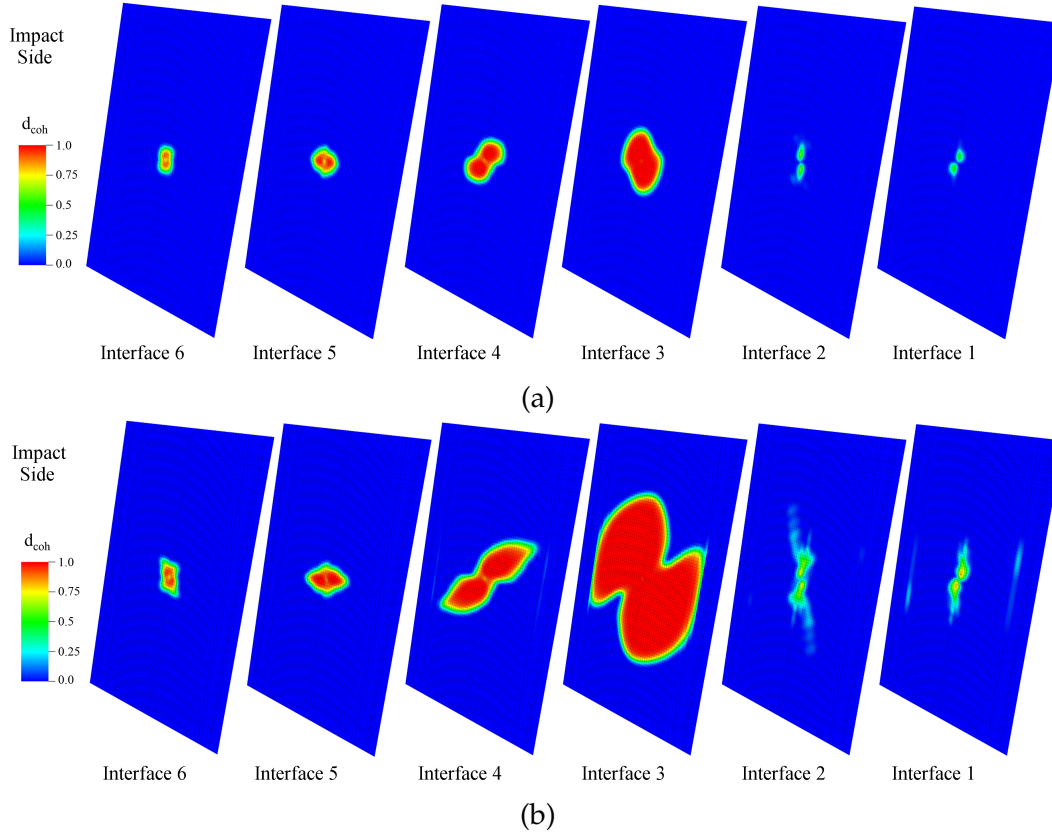 Impact
Side
d_coh
1.0
0.75
0.5
0.25
0.0
Interface 6 Interface 5 Interface 4 Interface 3 Interface 2 Interface 1
(a)
Impact
Side
d_coh
1.0
0.75
0.5
0.25
0.0
Interface 6 Interface 5 Interface 4 Interface 3 Interface 2 Interface 1
(b)